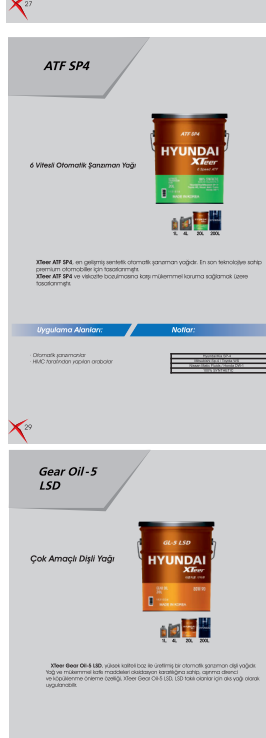 27
ATF SP4
6 Vitesli Otomatik Şanzıman Yağı
ATF SP4
HYUNDAI
XTeer
1L 4L 20L 200L
XTeer ATF SP4, en gelişmiş sentetik otomatik şanzıman yağıdır. En son teknolojiye sahip
premium otomobiller için tasarlanmıştır.
XTeer ATF SP4 ve viskozite bozulmasına karşı mükemmel koruma sağlamak üzere
tasarlanmıştır.
Uygulama Alanları: Notlar:
Otomatik şanzımanlar
HMC tarafından yapılan arabalar
29
Gear Oil-5
LSD
Çok Amaçlı Dişli Yağı
GL-5 LSD
HYUNDAI
XTeer
GEAR OIL
1L 4L 20L 200L
XTeer Gear Oil-5 LSD, yüksek kaliteli baz ile üretilmiş bir otomatik şanzıman dişli yağıdır.
Yağ ve mükemmel katkı maddeleri oksidasyon kararlılığına sahip, aşınma direnci
ve köpüklenme önleme özelliği, XTeer Gear Oil-5 LSD, LSD takılı olanlar için aks yağı olarak
uygulanabilir.